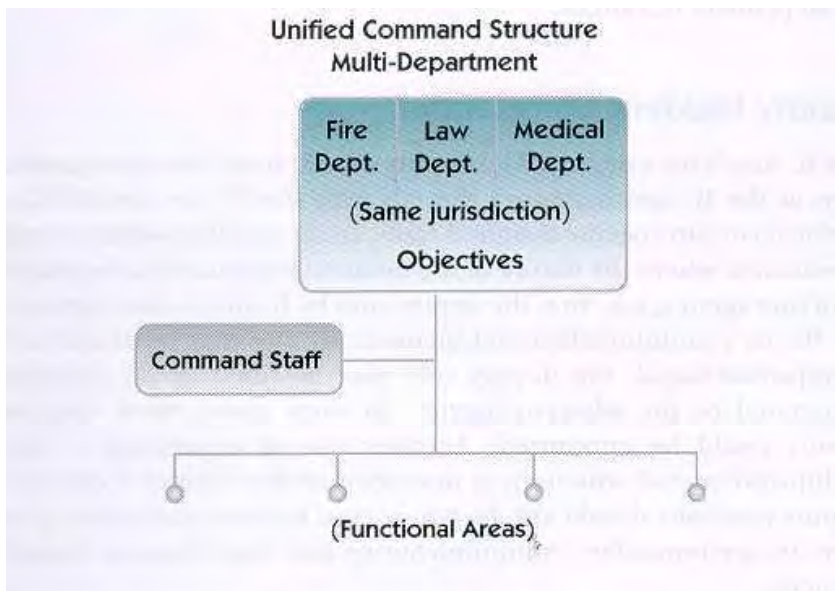 Unified Command Structure
Multi-Department
Fire Law Medical
Dept. Dept. Dept.
(Same jurisdiction)
Objectives
Command Staff
(Functional Areas)